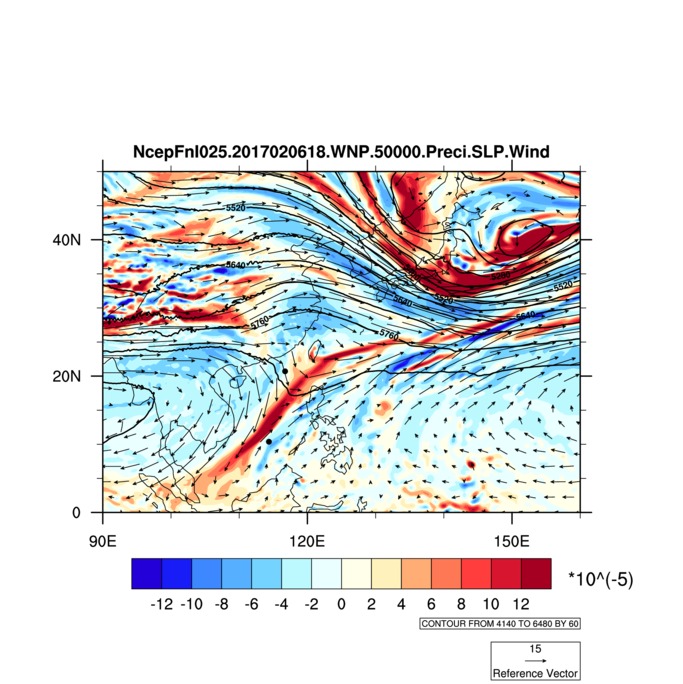 NcepFnl025.2017020618.WNP.50000.Preci.SLP.Wind
5520
40N
5640
5280
5520
5640
5520
5760
5760
5640
20N
0
90E 120E 150E
-12 -10 -8 -6 -4 -2 0 2 4 6 8 10 12
*10^(-5)
CONTOUR FROM 4140 TO 6480 BY 60
15
Reference Vector